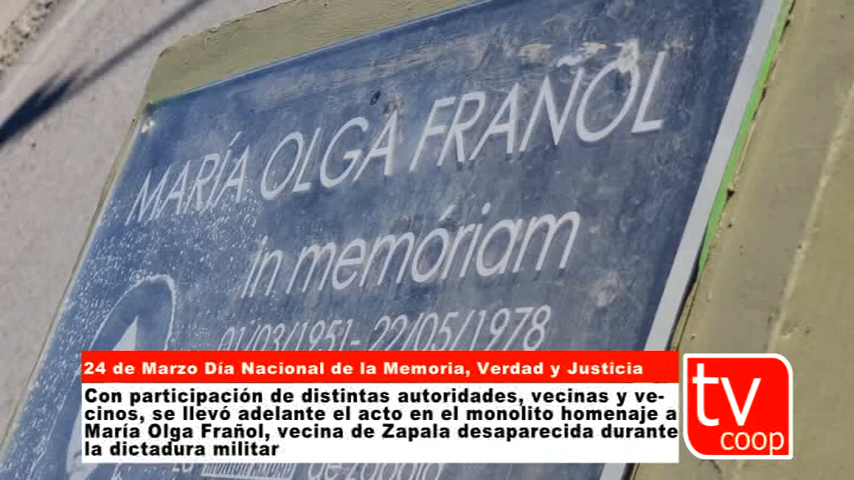 MARÍA OLGA FRAÑOL
in memóriam
01/03/1951- 22/05/1978
24 de Marzo Día Nacional de la Memoria, Verdad y Justicia
Con participación de distintas autoridades, vecinas y ve-
cinos, se llevó adelante el acto en el monolito homenaje a
María Olga Frañol, vecina de Zapala desaparecida durante
la dictadura militar
tv
coop